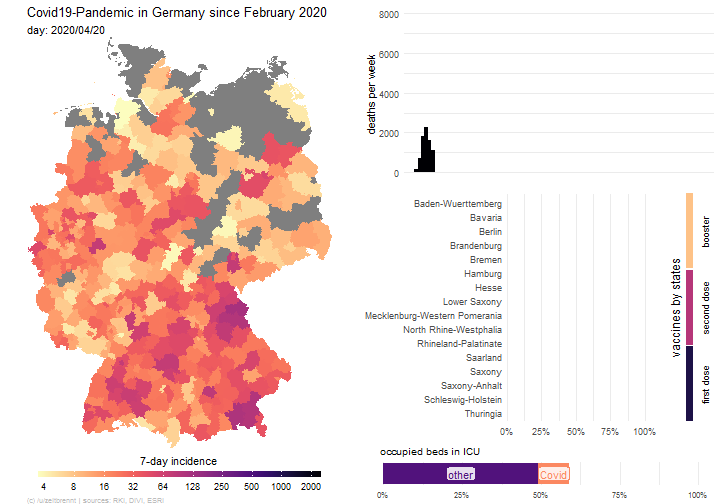 Covid19-Pandemic in Germany since February 2020
day: 2020/04/20
7-day incidence
4 8 16 32 64 128 250 500 1000 2000
(c) /u/zeitbrennt | sources: RKI, DIVI, ESRI
deaths per week
8000
6000
4000
2000
0
Baden-Wuerttemberg
Bavaria
Berlin
Brandenburg
Bremen
Hamburg
Hesse
Lower Saxony
Mecklenburg-Western Pomerania
North Rhine-Westphalia
Rhineland-Palatinate
Saarland
Saxony
Saxony-Anhalt
Schleswig-Holstein
Thuringia
0% 25% 50% 75% 100%
vaccines by states
booster
second dose
first dose
occupied beds in ICU
other Covid
0% 25% 50% 75% 100%